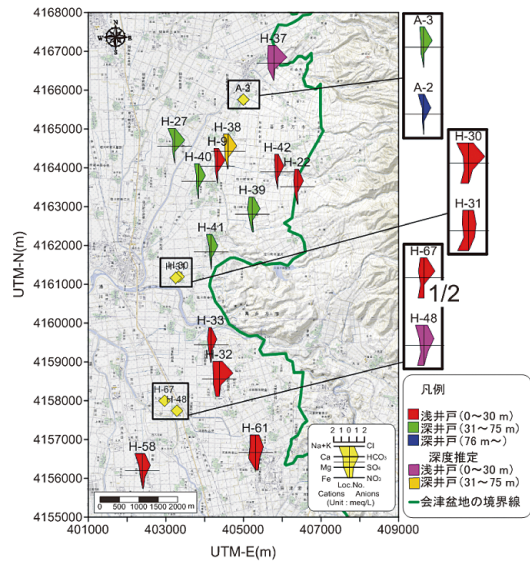 4168000
4167000
4165000
4164000
4162000
4161000
4159000
4158000
4156000
4155000
UTM-N(m)
401000
403000
405000
407000
409000
UTM-E(m)
N
W
E
S
H-37
A-3
H-27
H-38
H-9
H-40
H-42
H-22
H-39
H-41
H-33
H-32
H-67
H-48
H-58
H-61
0
500
1000
1500
2000 m
A-3
A-2
H-30
H-31
H-67
1/2
H-48
2 1 0 1 2
Na+K
Cl
Ca
HCO3
Mg
SO4
Fe
NO3
Loc.No.
Cations
Anions
(Unit : meq/L)
凡例
浅井戸(0~30 m)
深井戸(31~75 m)
深井戸(76 m~)
深度推定
浅井戸(0~30 m)
深井戸(31~75 m)
会津盆地の境界線